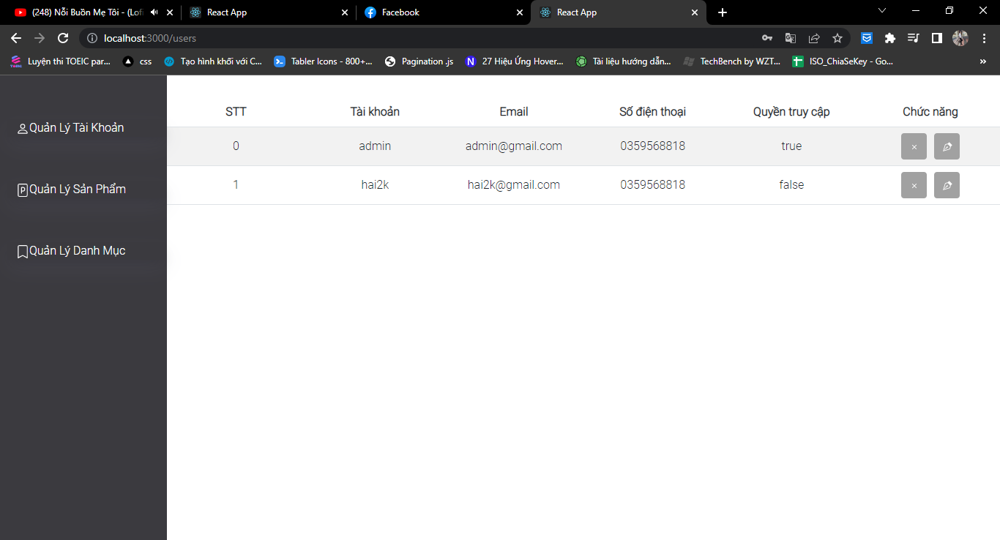 (248) Nỗi Buồn Mẹ Tôi - (Lofi
React App
Facebook
React App
localhost:3000/users
Luyện thi TOEIC par...
css
Tạo hình khối với C...
Tabler Icons - 800+...
Pagination .js
27 Hiệu Ứng Hover...
Tài liệu hướng dẫn...
TechBench by WZT...
ISO_ChiaSeKey - Go...
»
Quản Lý Tài Khoản
Quản Lý Sản Phẩm
Quản Lý Danh Mục
STT Tài khoản Email Số điện thoại Quyền truy cập Chức năng
0 admin admin@gmail.com 0359568818 true ×
1 hai2k hai2k@gmail.com 0359568818 false ×